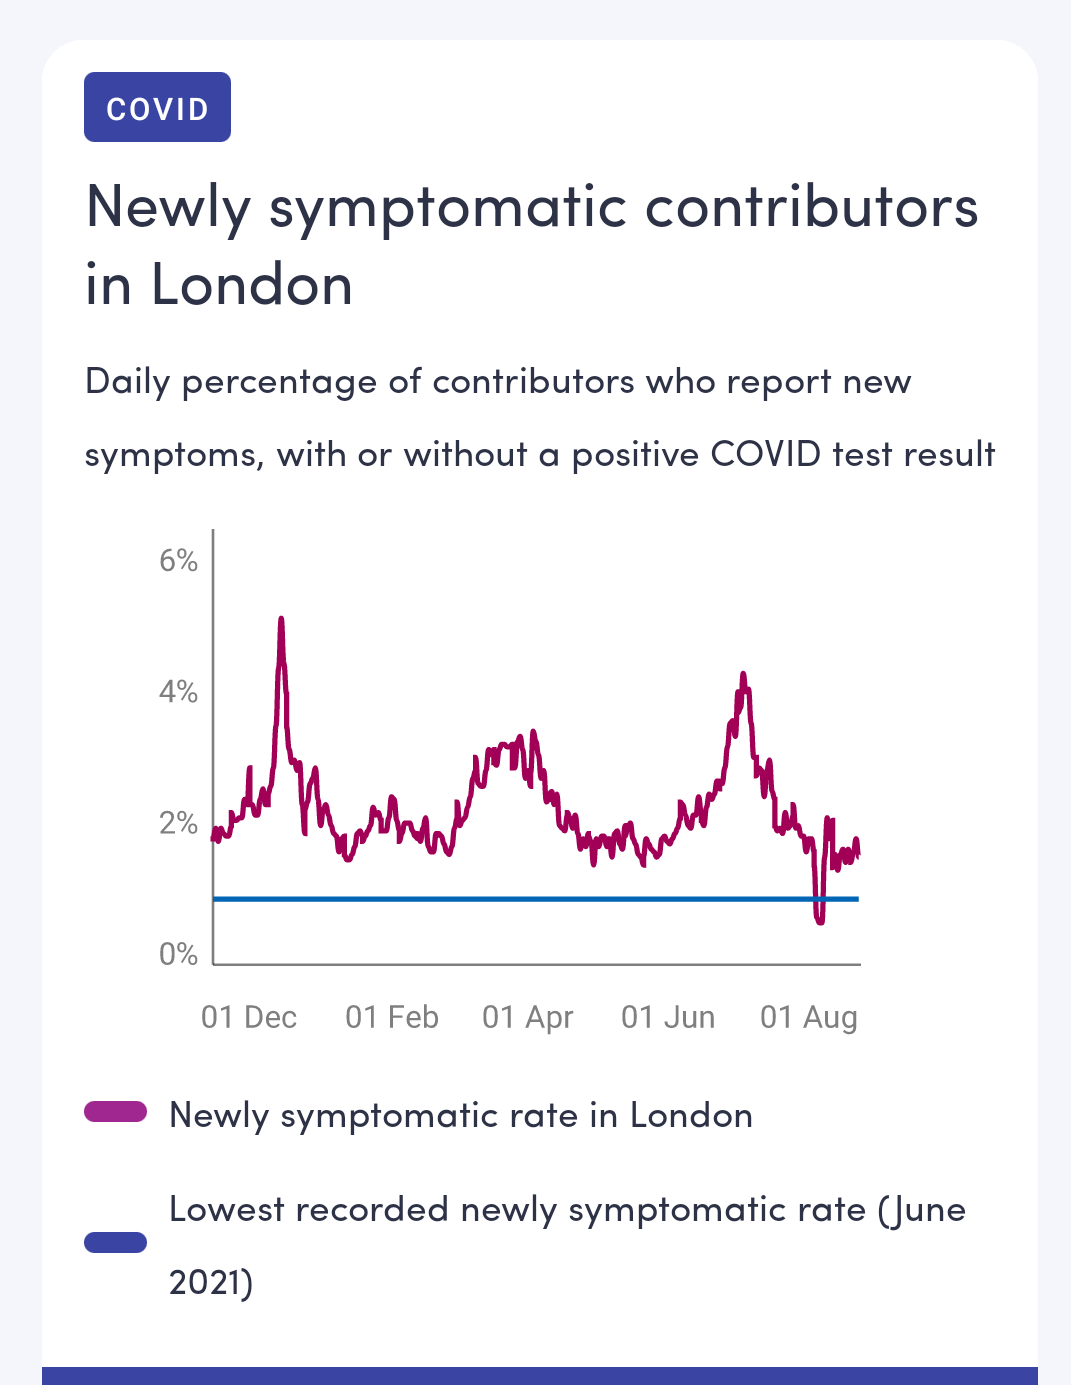 COVID
Newly symptomatic contributors
in London
Daily percentage of contributors who report new
symptoms, with or without a positive COVID test result
6%
4%
2%
0%
01 Dec 01 Feb 01 Apr 01 Jun 01 Aug
Newly symptomatic rate in London
Lowest recorded newly symptomatic rate (June
2021)